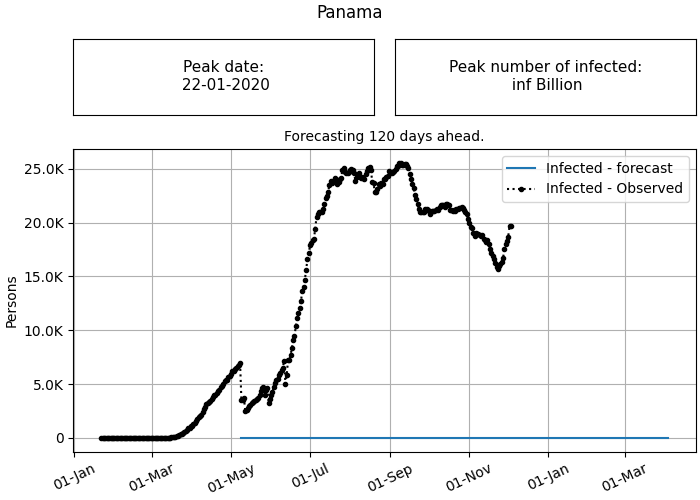 Panama
Peak date:
22-01-2020
Peak number of infected:
inf Billion
Forecasting 120 days ahead.
Infected - forecast
Infected - Observed
Persons
25.0K
20.0K
15.0K
10.0K
5.0K
0
01-Jan
01-Mar
01-May
01-Jul
01-Sep
01-Nov
01-Jan
01-Mar